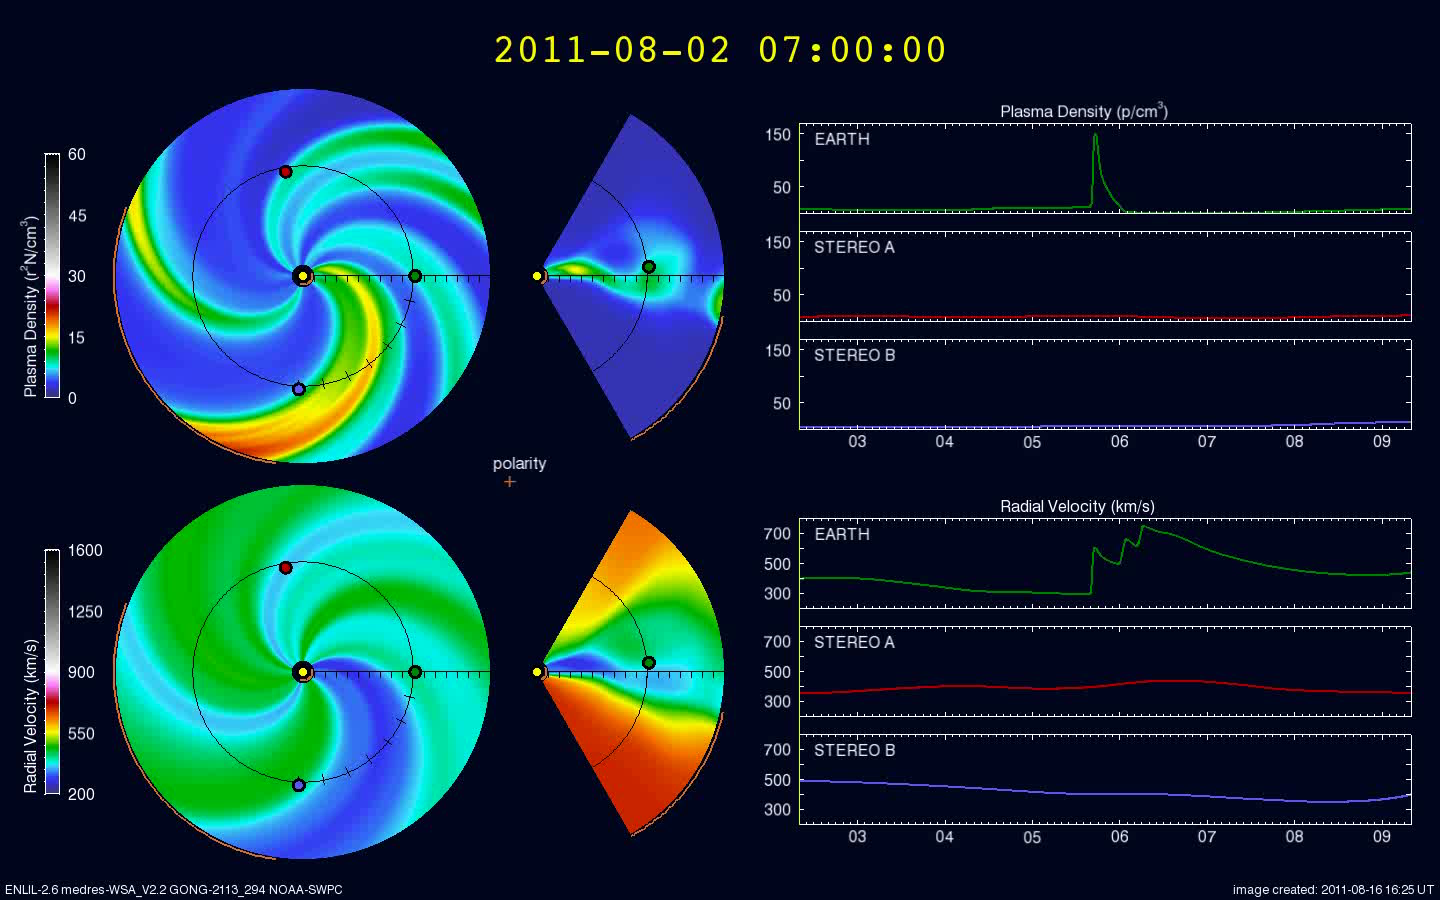 2011-08-02 07:00:00
Plasma Density (r²N/cm³)
60
45
30
15
0
Plasma Density (p/cm³)
EARTH
150
50
STEREO A
150
50
STEREO B
150
50
03 04 05 06 07 08 09
polarity
+
Radial Velocity (km/s)
1600
1250
900
550
200
Radial Velocity (km/s)
EARTH
700
500
300
STEREO A
700
500
300
STEREO B
700
500
300
03 04 05 06 07 08 09
ENLIL-2.6 medres-WSA_V2.2 GONG-2113_294 NOAA-SWPC
image created: 2011-08-16 16:25 UT